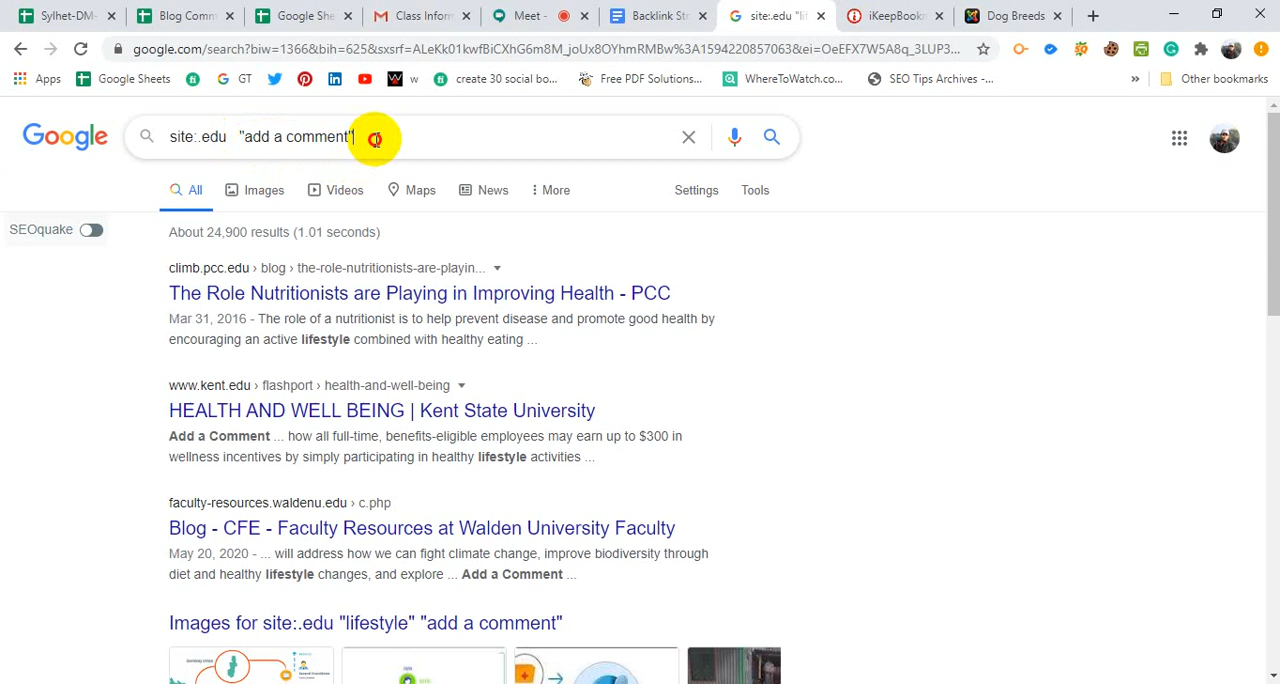 Sylhet-DM-
Blog Comm
Google She
Class Inform
Meet -
Backlink Str
site:.edu "li
iKeepBook
Dog Breeds
google.com/search?biw=1366&bih=625&sxsrf=ALeKk01kwfBiCXhG6m8M_joUx8OYhmRMBw%3A1594220857063&ei=OeEFX7W5A8q_3LUP3...
Apps
Google Sheets
GT
w
create 30 social bo...
Free PDF Solutions...
WhereToWatch.co...
SEO Tips Archives -...
»
Other bookmarks
Google
site:.edu "add a comment"
All
Images
Videos
Maps
News
More
Settings
Tools
SEOquake
About 24,900 results (1.01 seconds)
climb.pcc.edu › blog › the-role-nutritionists-are-playin...
The Role Nutritionists are Playing in Improving Health - PCC
Mar 31, 2016 - The role of a nutritionist is to help prevent disease and promote good health by
encouraging an active lifestyle combined with healthy eating ...
www.kent.edu › flashport › health-and-well-being
HEALTH AND WELL BEING | Kent State University
Add a Comment ... how all full-time, benefits-eligible employees may earn up to $300 in
wellness incentives by simply participating in healthy lifestyle activities ...
faculty-resources.waldenu.edu › c.php
Blog - CFE - Faculty Resources at Walden University Faculty
May 20, 2020 - ... will address how we can fight climate change, improve biodiversity through
diet and healthy lifestyle changes, and explore ... Add a Comment ...
Images for site:.edu "lifestyle" "add a comment"